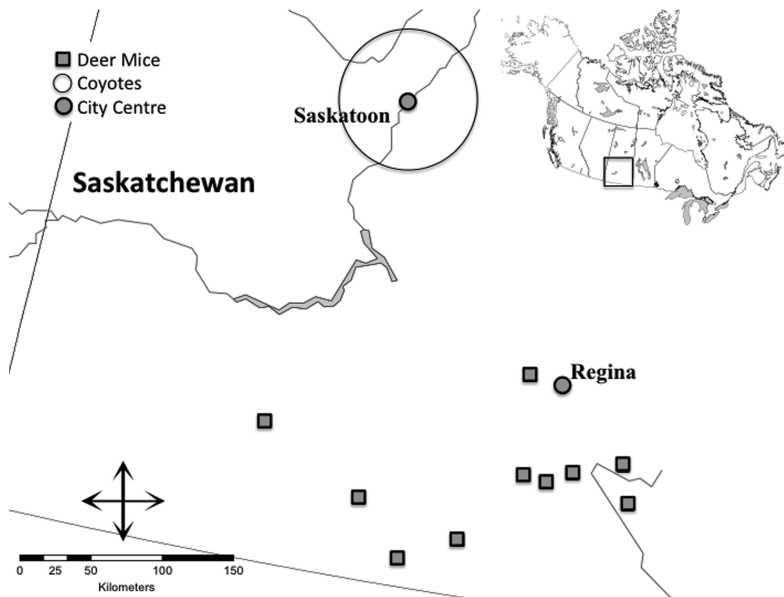 Deer Mice
Coyotes
City Centre
Saskatoon
Saskatchewan
Regina
0 25 50 100 150
Kilometers